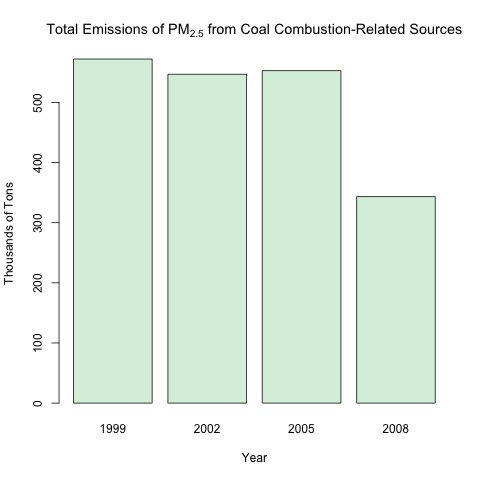 Total Emissions of PM2.5 from Coal Combustion-Related Sources
Thousands of Tons
500
400
300
200
100
0
1999 2002 2005 2008
Year